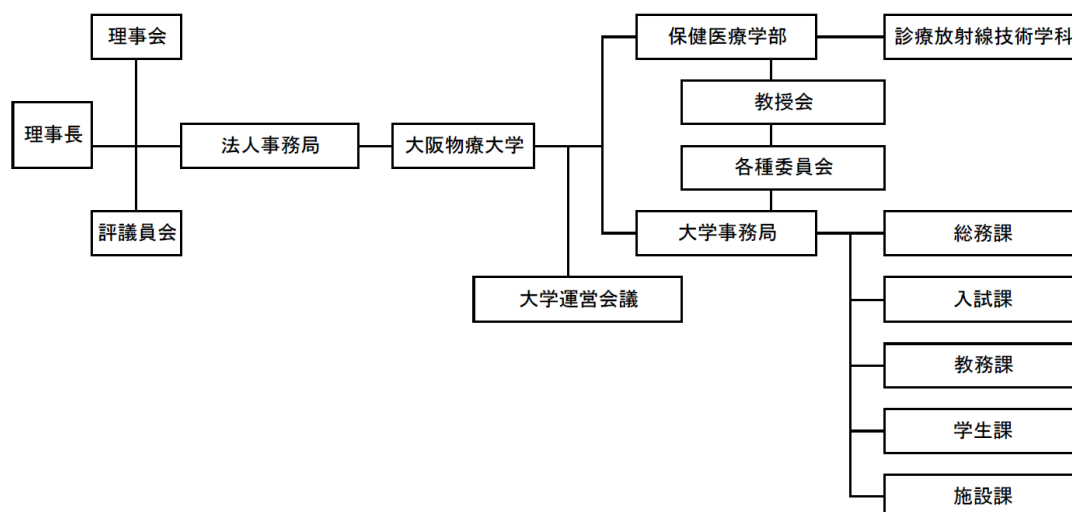 理事会
保健医療学部
診療放射線技術学科
教授会
理事長
法人事務局
大阪物療大学
各種委員会
評議員会
大学事務局
総務課
大学運営会議
入試課
教務課
学生課
施設課